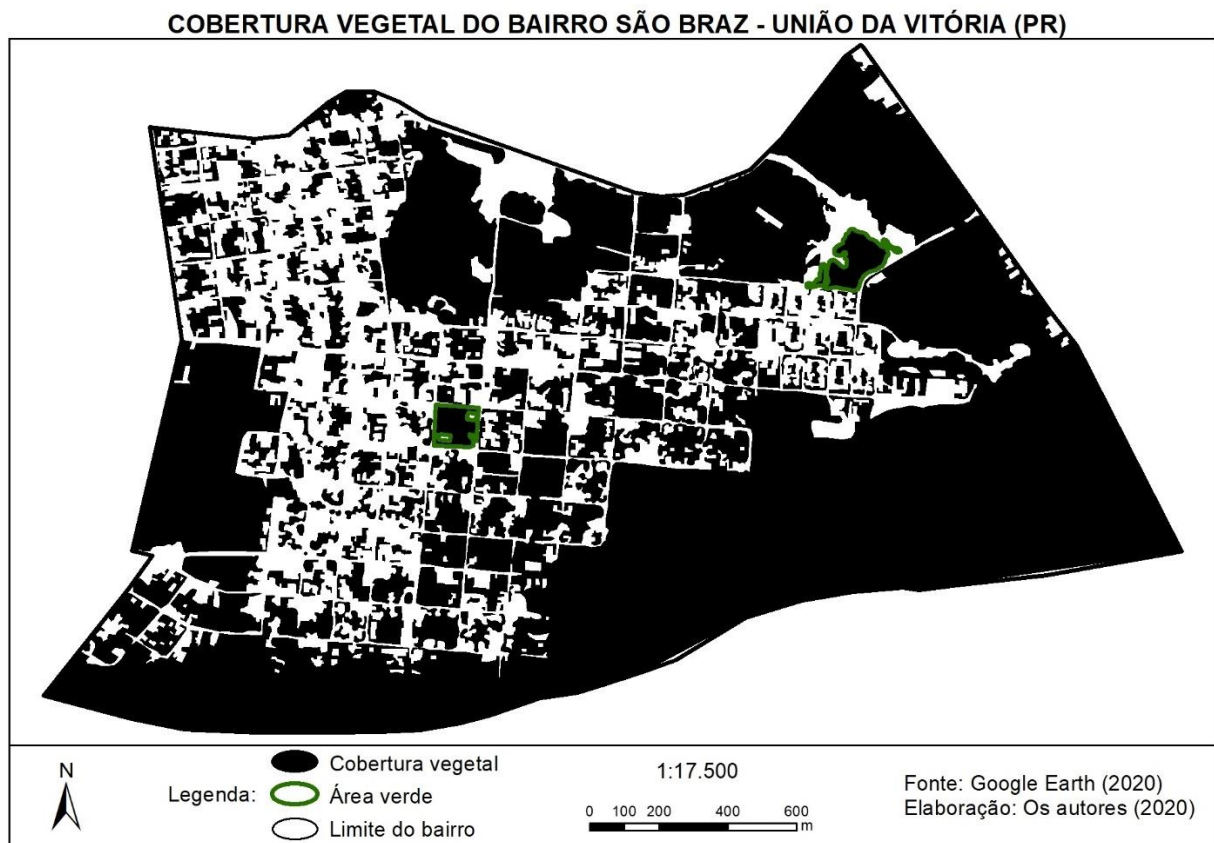 COBERTURA VEGETAL DO BAIRRO SÃO BRAZ - UNIÃO DA VITÓRIA (PR)
N
Legenda:
Cobertura vegetal
Área verde
Limite do bairro
1:17.500
0 100 200 400 600
m
Fonte: Google Earth (2020)
Elaboração: Os autores (2020)